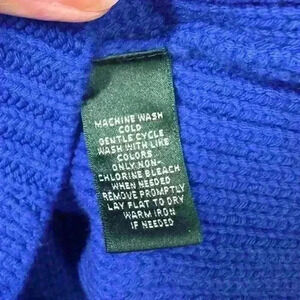 MACHINE WASH
COLD
GENTLE CYCLE
WASH WITH LIKE
COLORS
ONLY NON-
CHLORINE BLEACH
WHEN NEEDED
REMOVE PROMPTLY
LAY FLAT TO DRY
WARM IRON
IF NEEDED